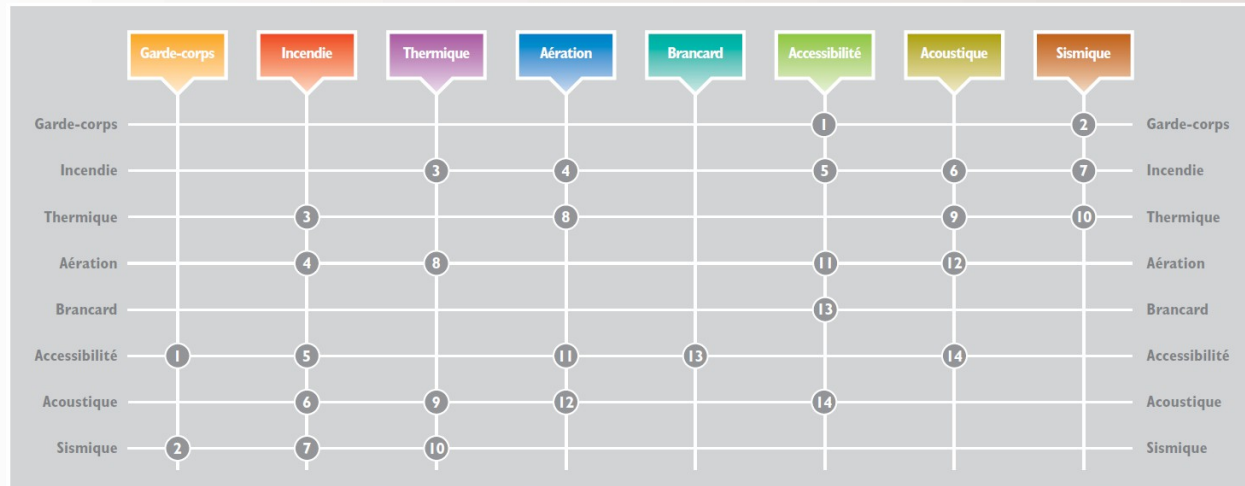 Garde-corps Incendie Thermique Aération Brancard Accessibilité Acoustique Sismique
Garde-corps 1 2 Garde-corps
Incendie 3 4 5 6 7 Incendie
Thermique 3 8 9 10 Thermique
Aération 4 8 11 12 Aération
Brancard 13 Brancard
Accessibilité 1 5 11 13 14 Accessibilité
Acoustique 6 9 12 14 Acoustique
Sismique 2 7 10 Sismique